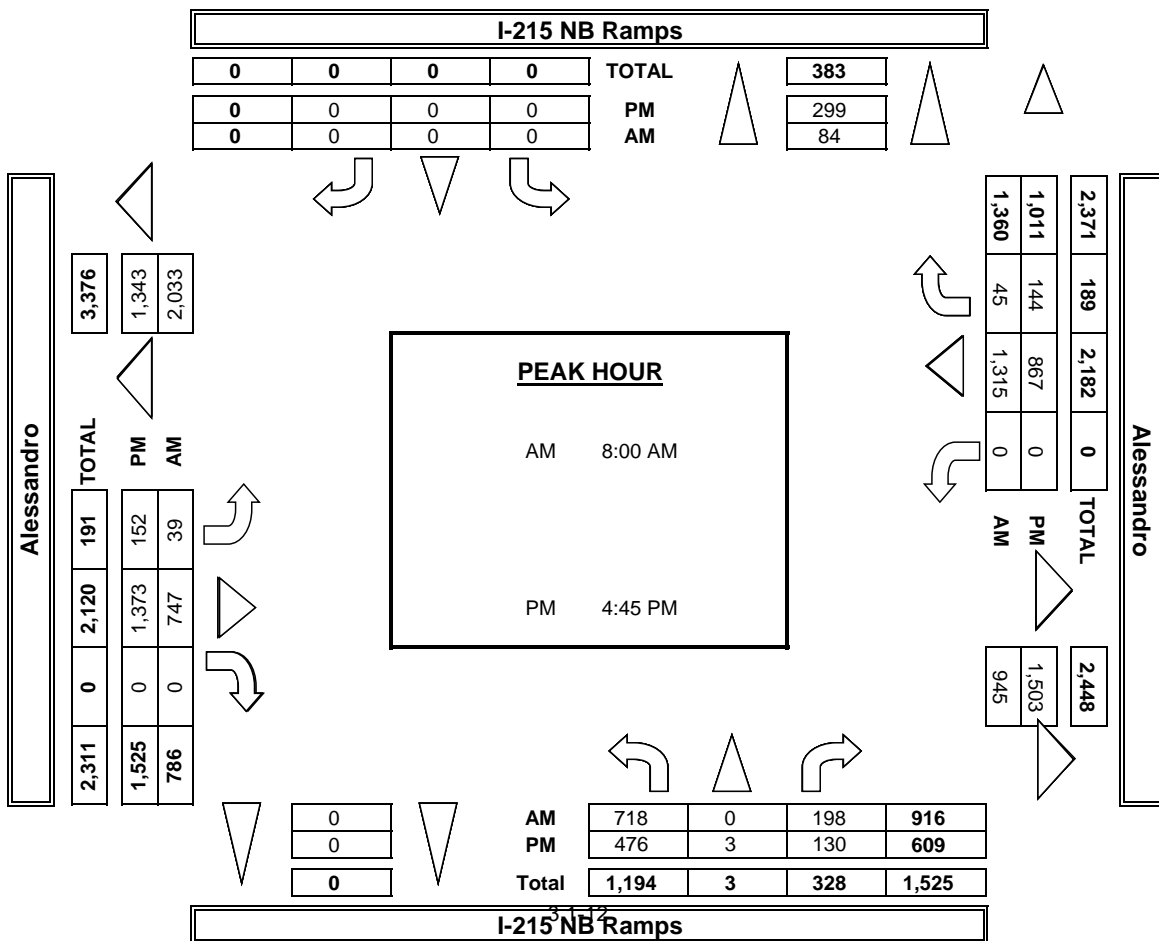 I-215 NB Ramps
0 0 0 0 TOTAL 383
0 0 0 0 PM 299
0 0 0 0 AM 84
Alessandro
3,376
1,343
2,033
TOTAL
PM
AM
191 2,120 0 2,311
152 1,373 0 1,525
39 747 0 786
PEAK HOUR
AM 8:00 AM
PM 4:45 PM
2,371 189 2,182 0 TOTAL
1,011 144 867 0 PM
1,360 45 1,315 0 AM
2,448
1,503
945
Alessandro
0 AM 718 0 198 916
0 PM 476 3 130 609
0 Total 1,194 3 328 1,525
3.1-12
I-215 NB Ramps